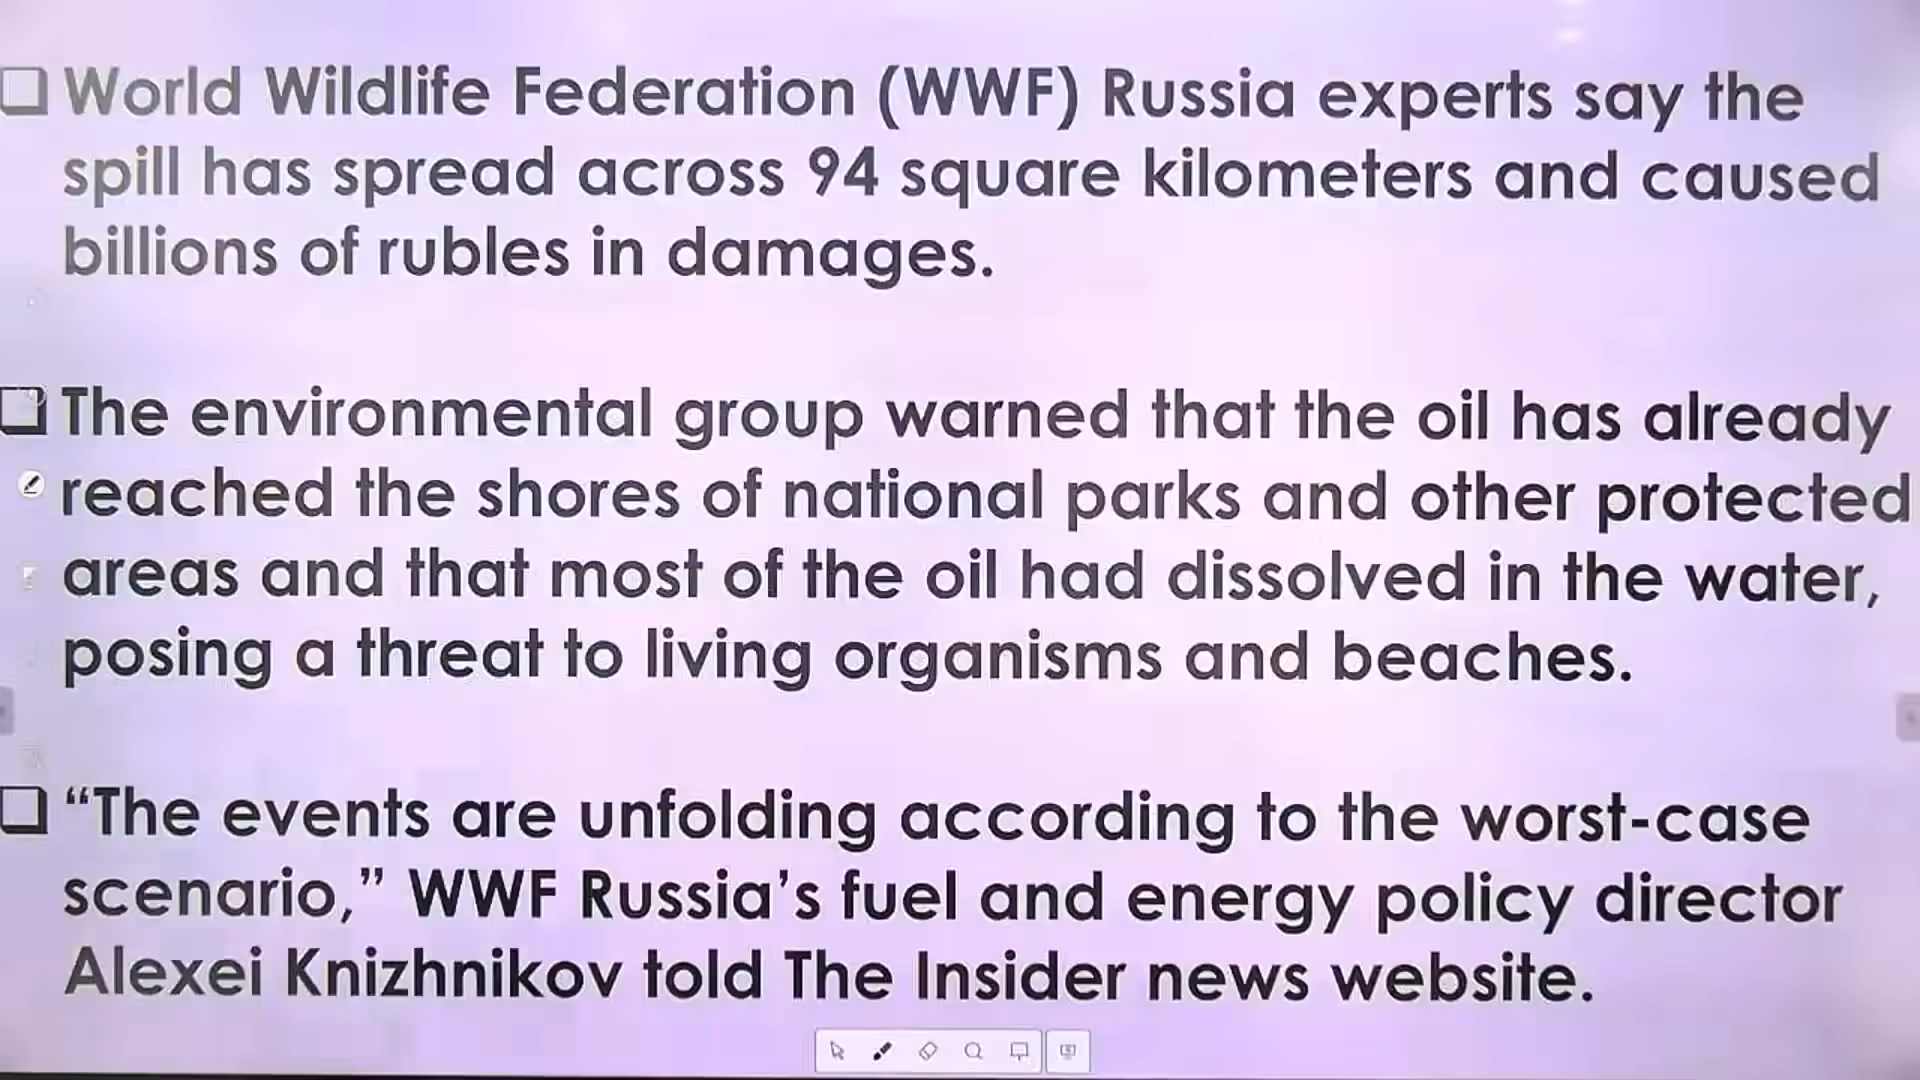 World Wildlife Federation (WWF) Russia experts say the
spill has spread across 94 square kilometers and caused
billions of rubles in damages.
The environmental group warned that the oil has already
reached the shores of national parks and other protected
areas and that most of the oil had dissolved in the water,
posing a threat to living organisms and beaches.
“The events are unfolding according to the worst-case
scenario,” WWF Russia’s fuel and energy policy director
Alexei Knizhnikov told The Insider news website.